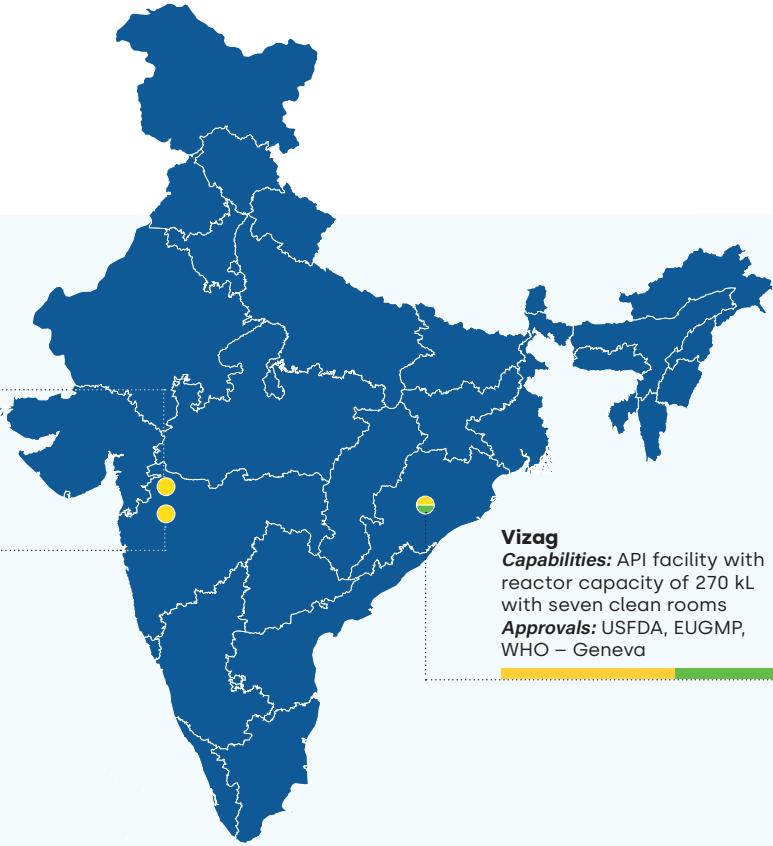 Vizag
Capabilities: API facility with
reactor capacity of 270 kL
with seven clean rooms
Approvals: USFDA, EUGMP,
WHO – Geneva